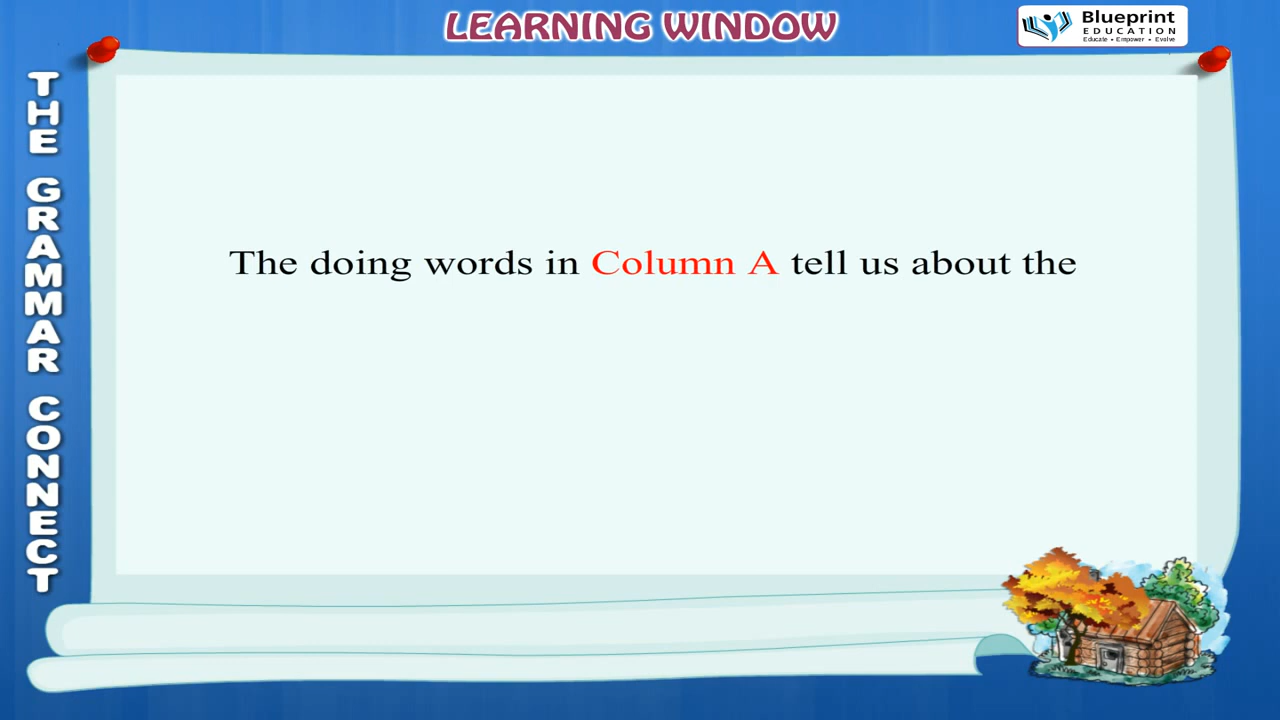 LEARNING WINDOW
Blueprint
EDUCATION
Educate • Empower • Evolve
THE GRAMMAR CONNECT
The doing words in Column A tell us about the